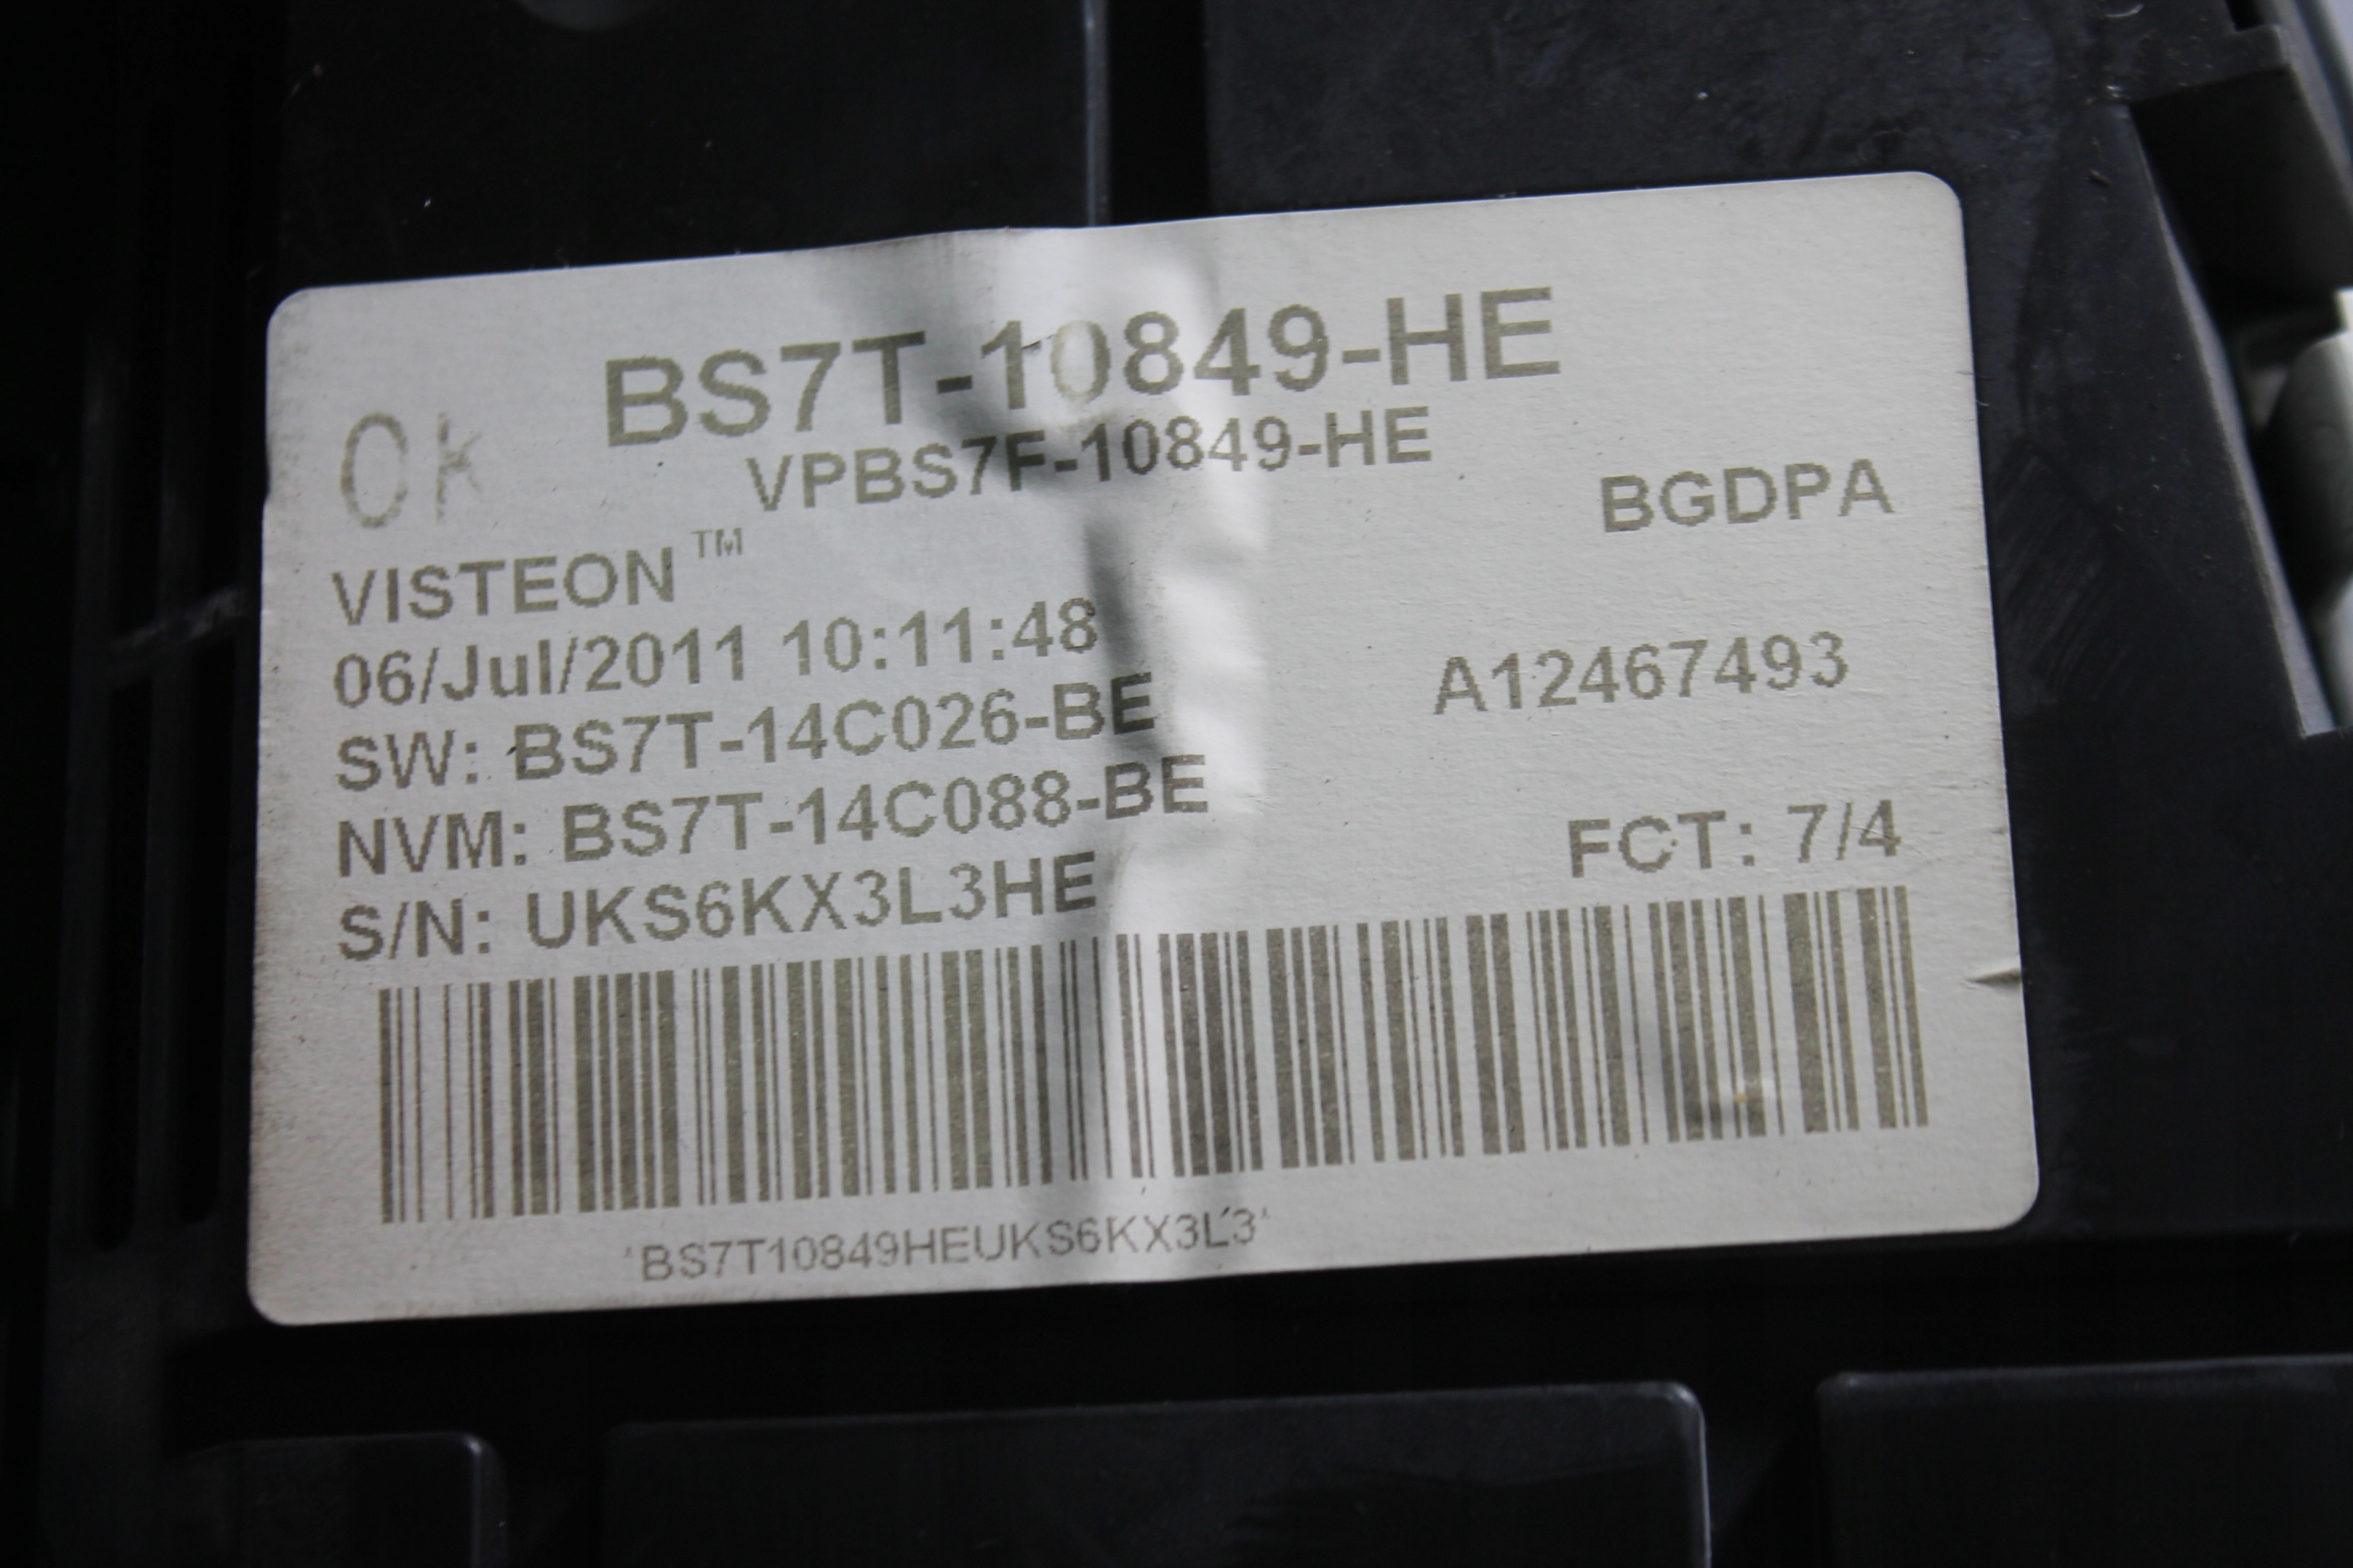 BS7T-10849-HE
OK
VPBS7F-10849-HE
BGDPA
VISTEON™
06/Jul/2011 10:11:48
A12467493
SW: BS7T-14C026-BE
NVM: BS7T-14C088-BE
FCT: 7/4
S/N: UKS6KX3L3HE
'BS7T10849HEUKS6KX3L3'